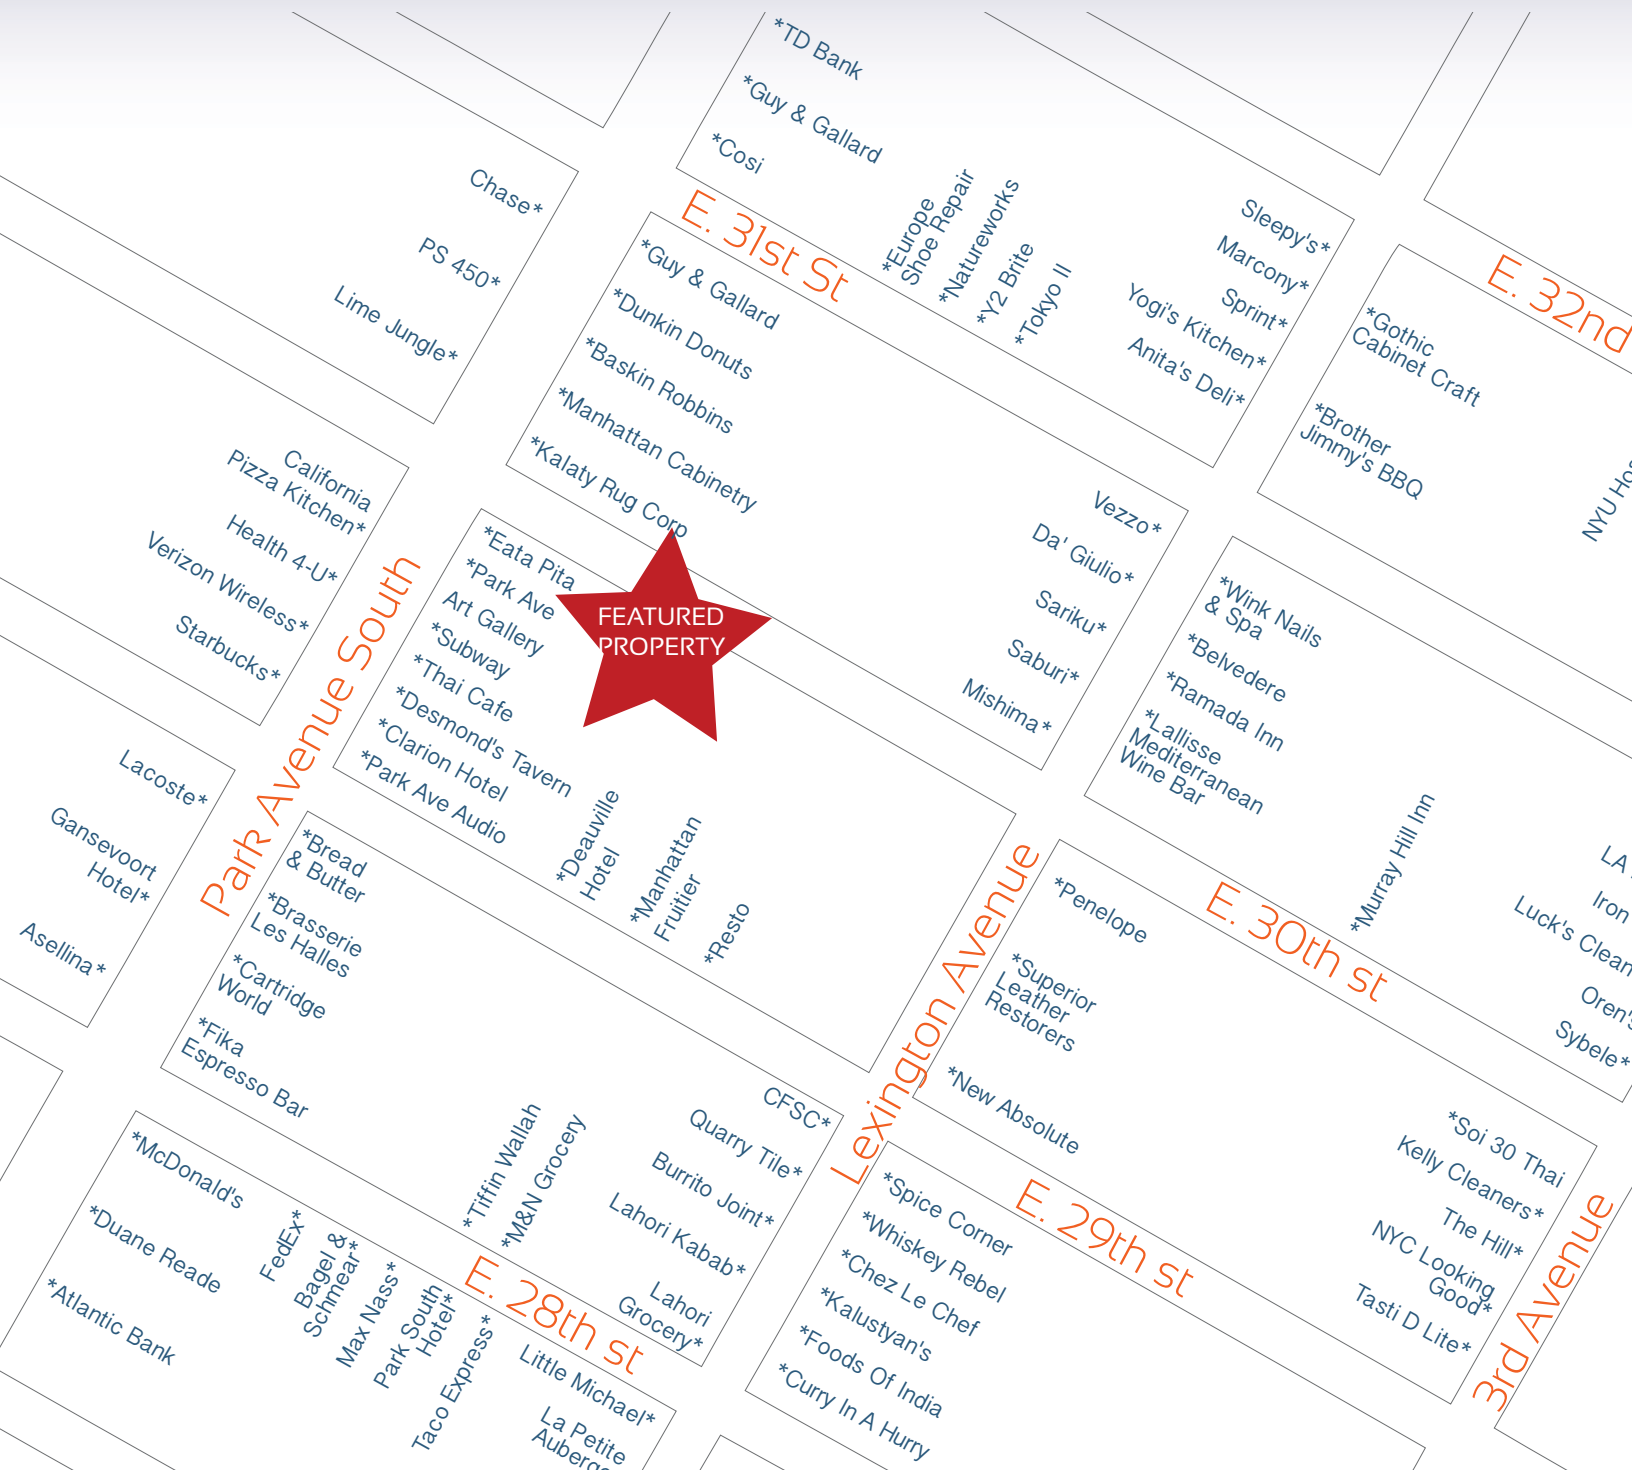 *TD Bank
*Guy & Gallard
*Cosi
*Europe
Shoe Repair
*Natureworks
*Y2 Brite
*Tokyo II
Sleepy's*
Marcony*
Sprint*
Yogi's Kitchen*
Anita's Deli*
Chase*
PS 450*
Lime Jungle*
E. 31st St
E. 32nd
*Guy & Gallard
*Dunkin Donuts
*Baskin Robbins
*Manhattan Cabinetry
*Kalaty Rug Corp
Vezzo*
Da' Giulio*
Sariku*
Saburi*
Mishima*
*Gothic
Cabinet Craft
*Brother
Jimmy's BBQ
NYU
California
Pizza Kitchen*
Health 4-U*
Verizon Wireless*
Starbucks*
Park Avenue South
*Eata Pita
*Park Ave
Art Gallery
*Subway
*Thai Cafe
*Desmond's Tavern
*Clarion Hotel
*Park Ave Audio
FEATURED
PROPERTY
*Deauville
Hotel
*Manhattan
Fruitier
*Resto
*Wink Nails
& Spa
*Belvedere
*Ramada Inn
*Lallisse
Mediterranean
Wine Bar
*Murray Hill Inn
LA
Iron
Luck's Clean
Oren's
Sybele*
Lacoste*
Gansevoort
Hotel*
Asellina*
*Bread
& Butter
*Brasserie
Les Halles
*Cartridge
World
*Fika
Espresso Bar
*Tiffin Wallah
*M&N Grocery
CFSC*
Quarry Tile*
Burrito Joint*
Lahori Kabab*
Lahori
Grocery*
Lexington Avenue
E. 30th st
*Penelope
*Superior
Leather
Restorers
*New Absolute
*Soi 30 Thai
Kelly Cleaners*
The Hill*
NYC Looking
Good*
Tasti D Lite*
3rd Avenue
E. 29th st
*Spice Corner
*Whiskey Rebel
*Chez Le Chef
*Kalustyan's
*Foods Of India
*Curry In A Hurry
E. 28th st
*McDonald's
*Duane Reade
*Atlantic Bank
FedEx*
Bagel &
Schmear*
Max Nass*
Park South
Hotel*
Taco Express*
Little Michael*
La Petite